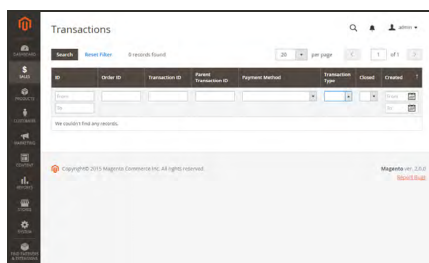 Transactions
admin
Search Reset Filter 0 records found 20 per page 1 of 1
ID Order ID Transaction ID Parent Transaction ID Payment Method Transaction Type Closed Created
From From
To To
We couldn't find any records.
DASHBOARD
SALES
PRODUCTS
CUSTOMERS
MARKETING
CONTENT
REPORTS
STORES
SYSTEM
FIND PARTNERS & EXTENSIONS
Copyright© 2015 Magento Commerce Inc. All rights reserved.
Magento ver. 2.0.0
Report Bugs